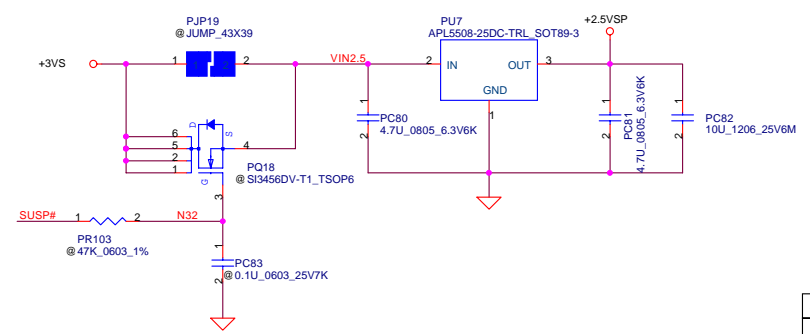 PJP19
@JUMP_43X39
+3VS
1
2
1
2
VIN2.5
PU7
APL5508-25DC-TRL_SOT89-3
2
IN
OUT
3
GND
1
+2.5VSP
1
2
PC80
4.7U_0805_6.3V6K
1
2
PC81
4.7U_0805_6.3V6K
1
2
PC82
10U_1206_25V6M
D
S
G
6
5
2
1
4
3
PQ18
@SI3456DV-T1_TSOP6
SUSP#
1
2
N32
PR103
@47K_0603_1%
1
2
PC83
@0.1U_0603_25V7K